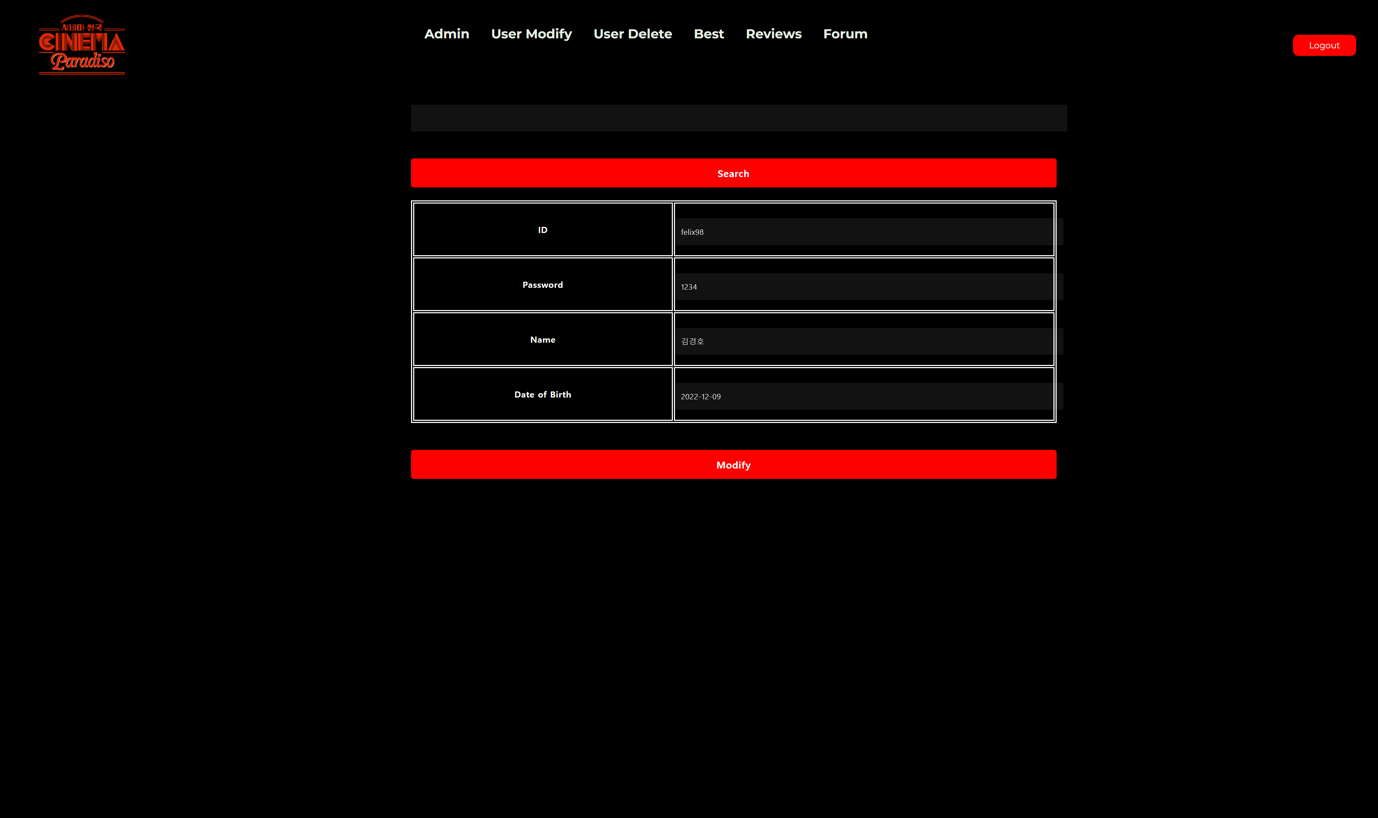 시네마 천국
CINEMA
Paradiso
Admin User Modify User Delete Best Reviews Forum
Logout
Search
ID felix98
Password 1234
Name 김경호
Date of Birth 2022-12-09
Modify